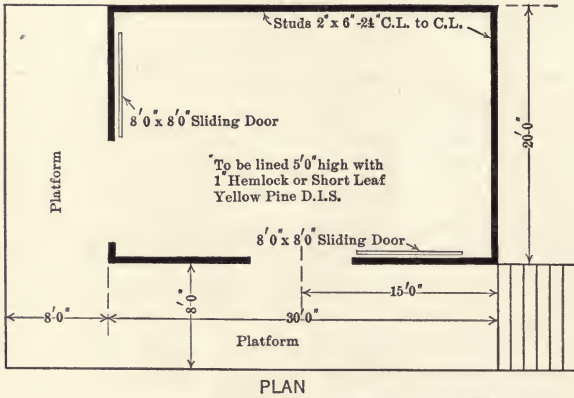 Studs 2"x 6"-24"C.L. to C.L.
8'0"x 8'0"Sliding Door
20'-0"
Platform
"To be lined 5'0"high with
1"Hemlock or Short Leaf
Yellow Pine D.I.S.
8'0"x 8'0"Sliding Door
15'-0"
8'-0"
8'-0"
30'-0"
Platform
PLAN